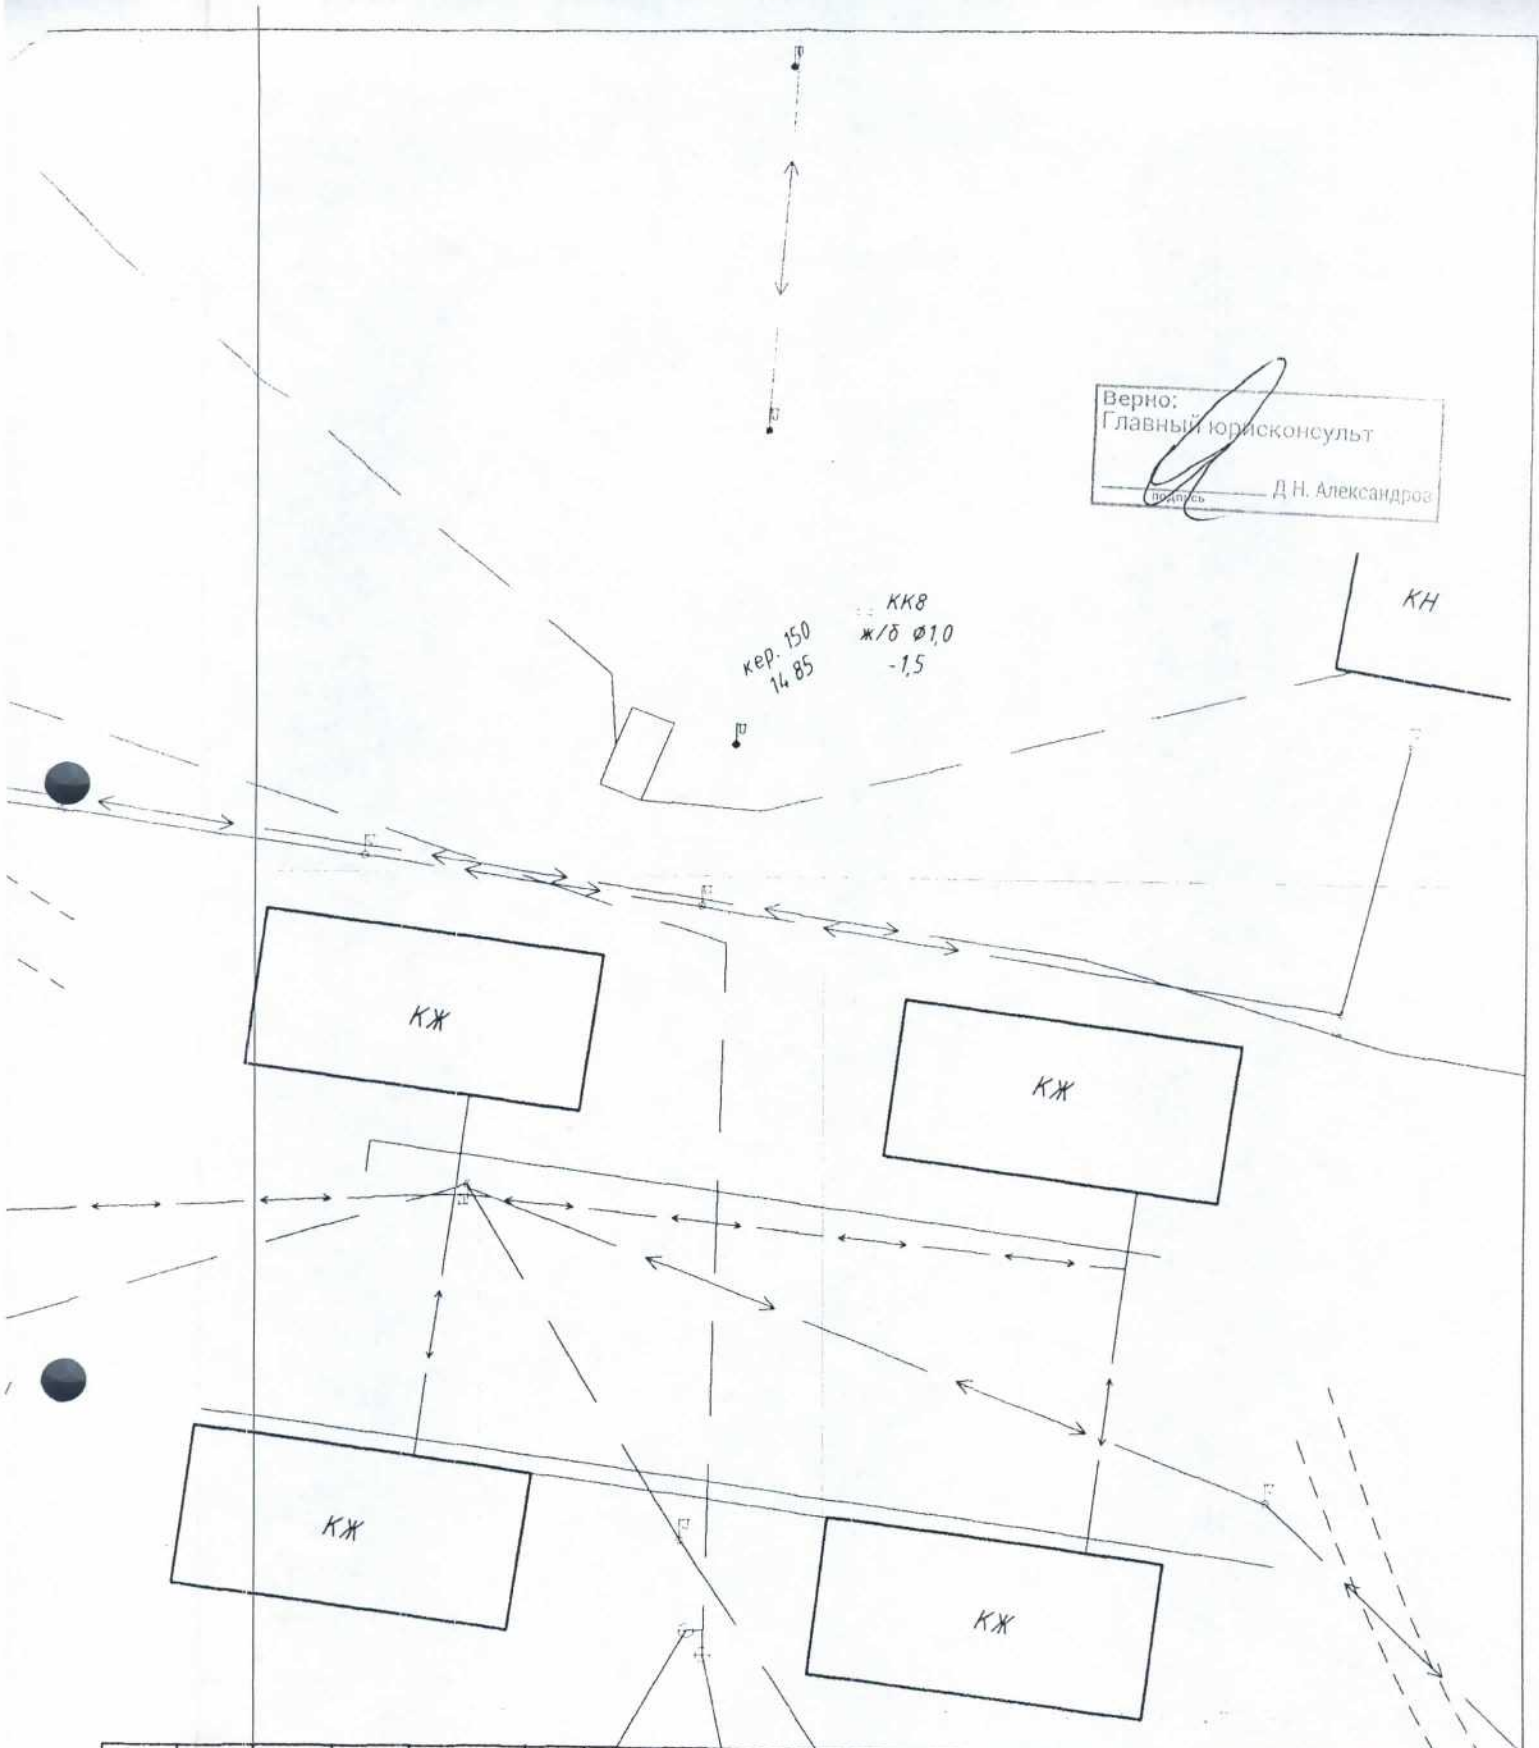 Верно:
Главный юрисконсульт
подпись Д Н. Александров
КН
КК8
ж/б ø1,0
-1,5
кер. 150
14 85
КЖ
КЖ
КЖ
КЖ